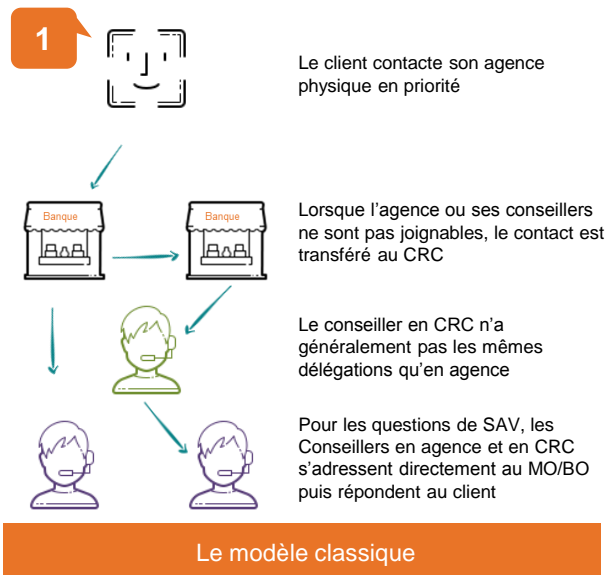 1
Le client contacte son agence
physique en priorité
Banque
Banque
Lorsque l'agence ou ses conseillers
ne sont pas joignables, le contact est
transféré au CRC
Le conseiller en CRC n'a
généralement pas les mêmes
délégations qu'en agence
Pour les questions de SAV, les
Conseillers en agence et en CRC
s'adressent directement au MO/BO
puis répondent au client
Le modèle classique